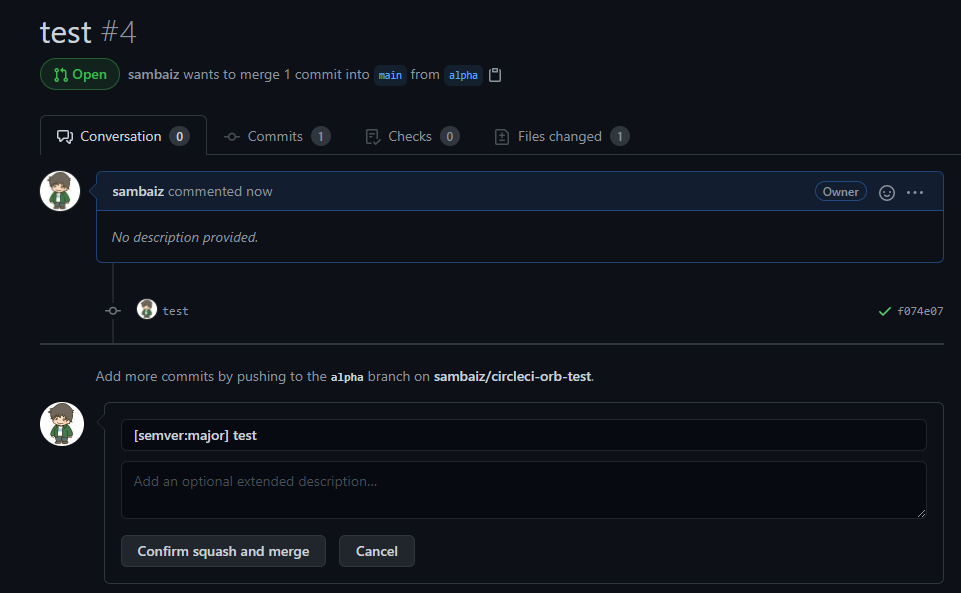 test #4
Open sambaiz wants to merge 1 commit into main from alpha
Conversation 0 Commits 1 Checks 0 Files changed 1
sambaiz commented now Owner
No description provided.
test f074e07
Add more commits by pushing to the alpha branch on sambaiz/circleci-orb-test.
[semver:major] test
Add an optional extended description...
Confirm squash and merge Cancel